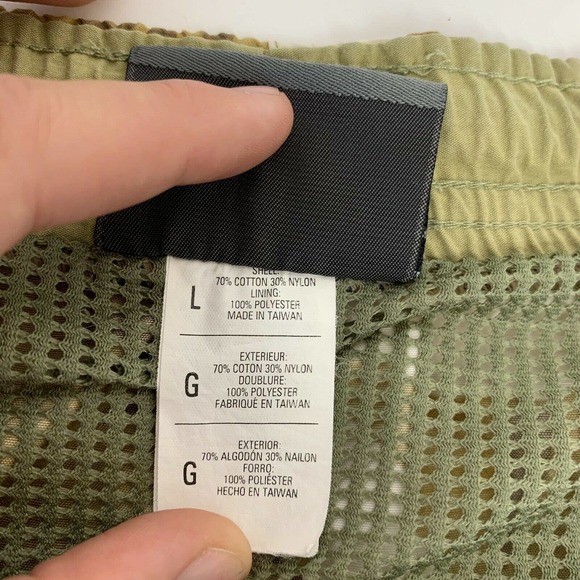 SHELL:
70% COTTON 30% NYLON
L
LINING:
100% POLYESTER
MADE IN TAIWAN
EXTERIEUR:
70% COTON 30% NYLON
G
DOUBLURE:
100% POLYESTER
FABRIQUÉ EN TAIWAN
EXTERIOR:
70% ALGODÓN 30% NAILON
G
FORRO:
100% POLIÉSTER
HECHO EN TAIWAN